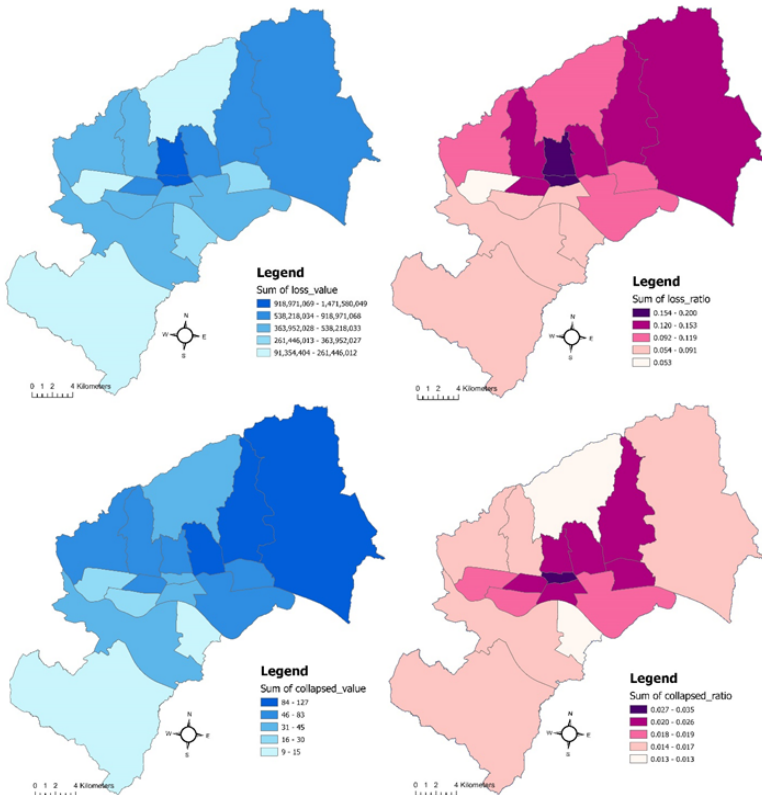 Legend
Sum of loss_value
918,971,069 - 1,471,580,049
538,218,034 - 918,971,068
363,952,028 - 538,218,033
261,446,013 - 363,952,027
91,354,404 - 261,446,012
N
W E
S
0 1 2 4 Kilometers
Legend
Sum of loss_ratio
0.154 - 0.200
0.120 - 0.153
0.092 - 0.119
0.054 - 0.091
0.053
N
W E
S
0 1 2 4 Kilometers
Legend
Sum of collapsed_value
84 - 127
46 - 83
31 - 45
16 - 30
9 - 15
N
W E
S
0 1 2 4 Kilometers
Legend
Sum of collapsed_ratio
0.027 - 0.035
0.020 - 0.026
0.018 - 0.019
0.014 - 0.017
0.013 - 0.013
N
W E
S
0 1 2 4 Kilometers